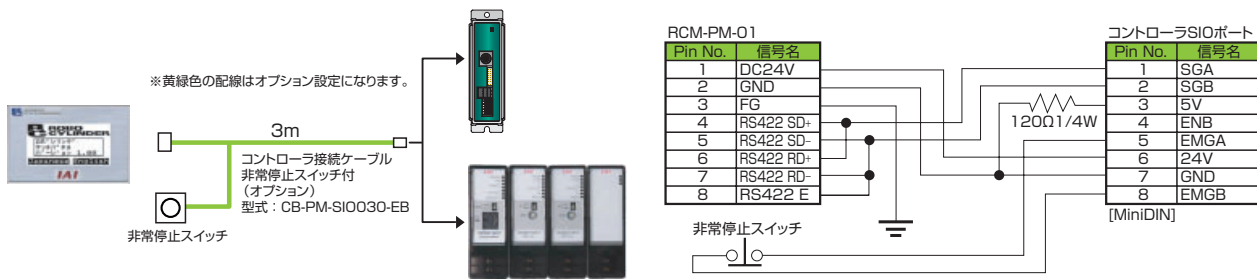 ※黄緑色の配線はオプション設定になります。
ROBO
CYLINDER
Japanese English
IAI
3m
コントローラ接続ケーブル
非常停止スイッチ付
（オプション）
型式：CB-PM-SIO030-EB
非常停止スイッチ
RCM-PM-01
Pin No. 信号名
1 DC24V
2 GND
3 FG
4 RS422 SD+
5 RS422 SD-
6 RS422 RD+
7 RS422 RD-
8 RS422 E
120Ω1/4W
コントローラSIOポート
Pin No. 信号名
1 SGA
2 SGB
3 5V
4 ENB
5 EMGA
6 24V
7 GND
8 EMGB
[MiniDIN]
非常停止スイッチ